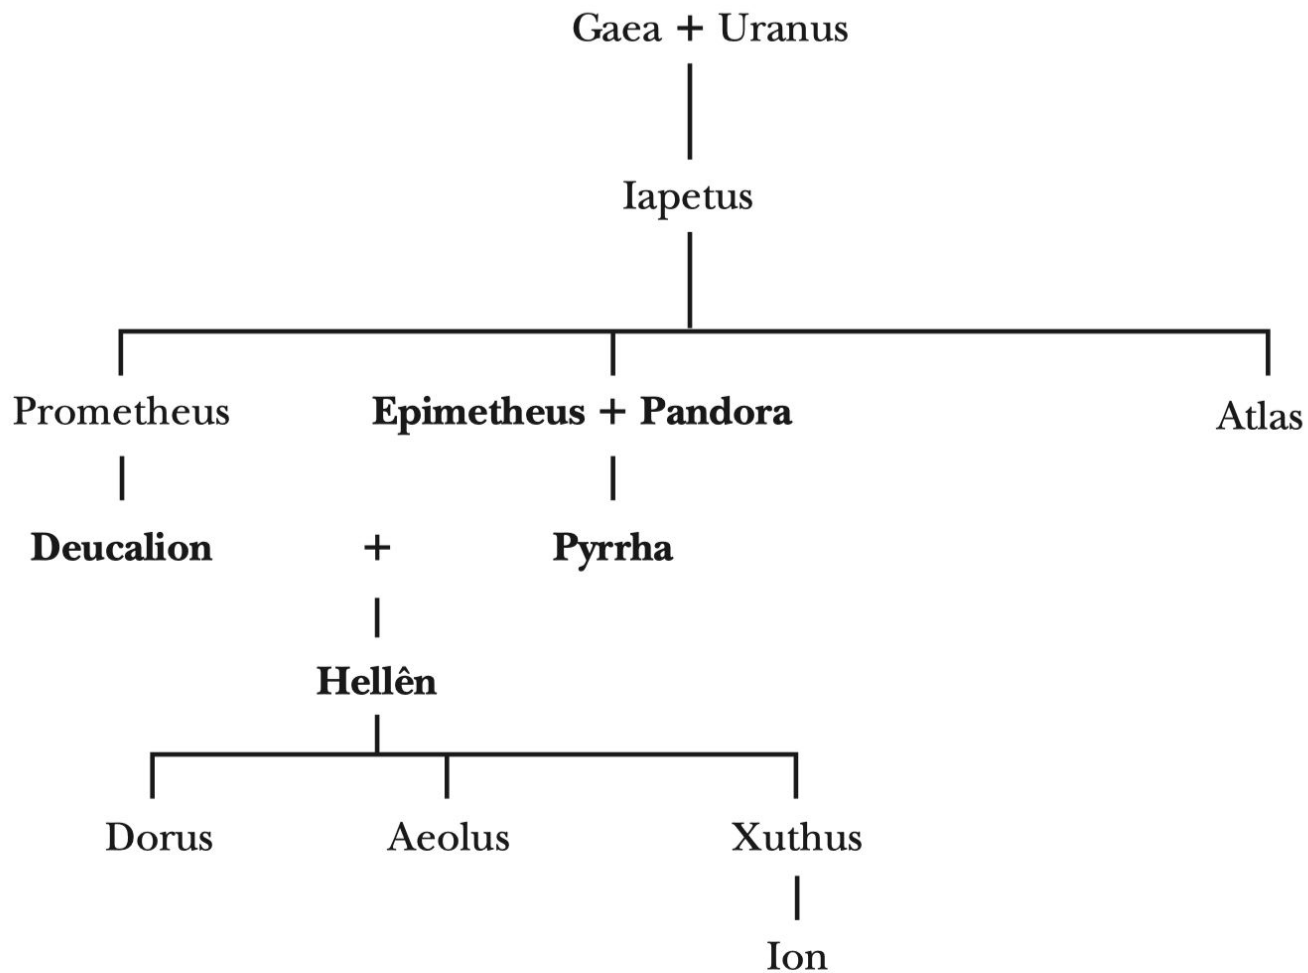 Gaea + Uranus
Iapetus
Prometheus Epimetheus + Pandora Atlas
Deucalion + Pyrrha
Hellên
Dorus Aeolus Xuthus
Ion